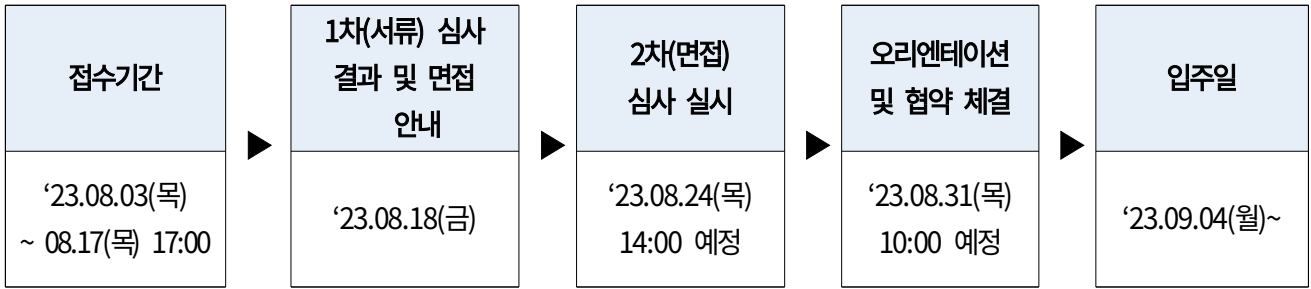 접수기간
‘23.08.03(목)
~ 08.17(목) 17:00
1차(서류) 심사
결과 및 면접
안내
‘23.08.18(금)
2차(면접)
심사 실시
‘23.08.24(목)
14:00 예정
오리엔테이션
및 협약 체결
‘23.08.31(목)
10:00 예정
입주일
‘23.09.04(월)~